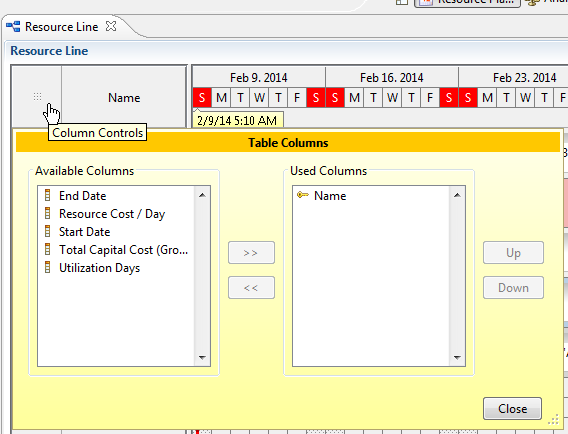 Resource Pla...
Resource Line
Resource Line
Feb 9. 2014 Feb 16. 2014 Feb 23. 2014
Name
S M T W T F S S M T W T F S S M T W T F
Column Controls
2/9/14 5:10 AM
Table Columns
Available Columns
End Date
Resource Cost / Day
Start Date
Total Capital Cost (Gro...
Utilization Days
>>
<<
Used Columns
Name
Up
Down
Close